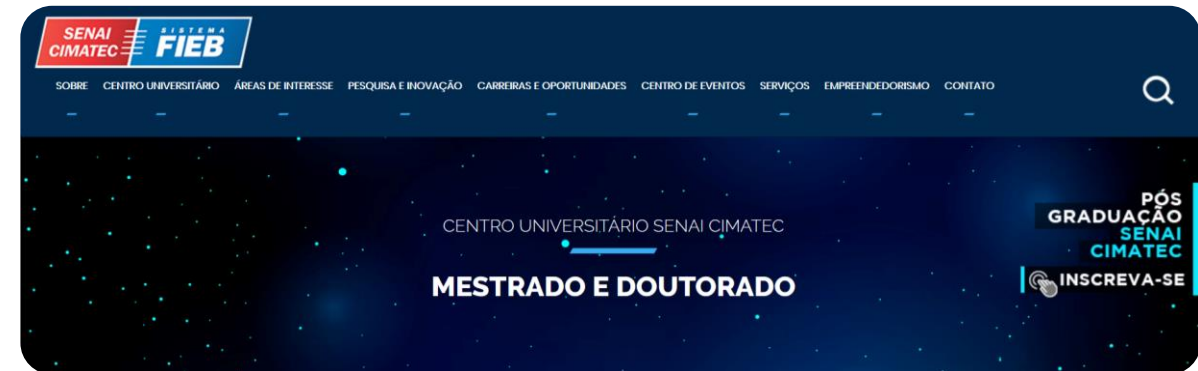 SENAI
CIMATEC
SISTEMA
FIEB
SOBRE CENTRO UNIVERSITÁRIO ÁREAS DE INTERESSE PESQUISA E INOVAÇÃO CARREIRAS E OPORTUNIDADES CENTRO DE EVENTOS SERVIÇOS EMPREENDEDORISMO CONTATO
CENTRO UNIVERSITÁRIO SENAI CIMATEC
MESTRADO E DOUTORADO
PÓS
GRADUAÇÃO
SENAI
CIMATEC
INSCREVA-SE